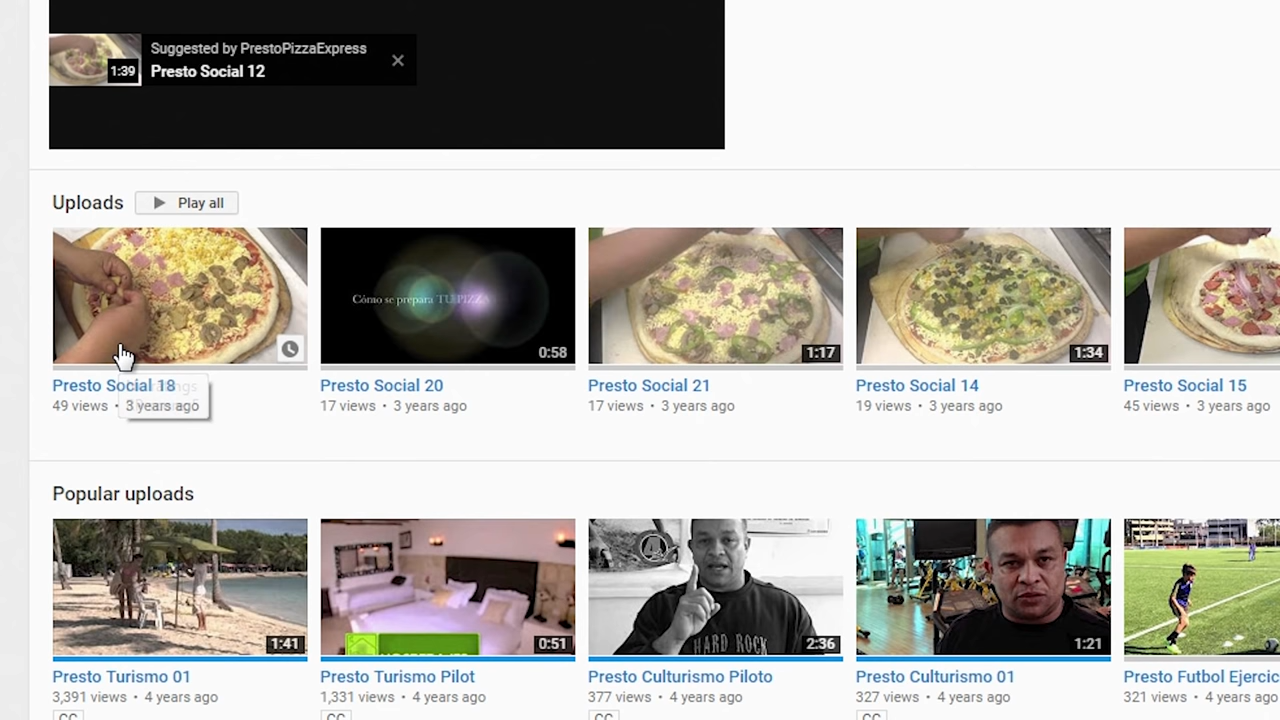 Suggested by PrestoPizzaExpress
1:39
Presto Social 12
Uploads
Play all
Cómo se prepara TU PIZZA
0:58
1:17
1:34
Presto Social 18
Presto Social 20
Presto Social 21
Presto Social 14
Presto Social 15
49 views • 3 years ago
17 views • 3 years ago
17 views • 3 years ago
19 views • 3 years ago
45 views • 3 years ago
Popular uploads
HARD ROCK
1:41
0:51
2:36
1:21
Presto Turismo 01
Presto Turismo Pilot
Presto Culturismo Piloto
Presto Culturismo 01
Presto Futbol Ejercic
3,391 views • 4 years ago
1,331 views • 4 years ago
377 views • 4 years ago
327 views • 4 years ago
321 views • 4 years ago
CC
CC
CC
CC